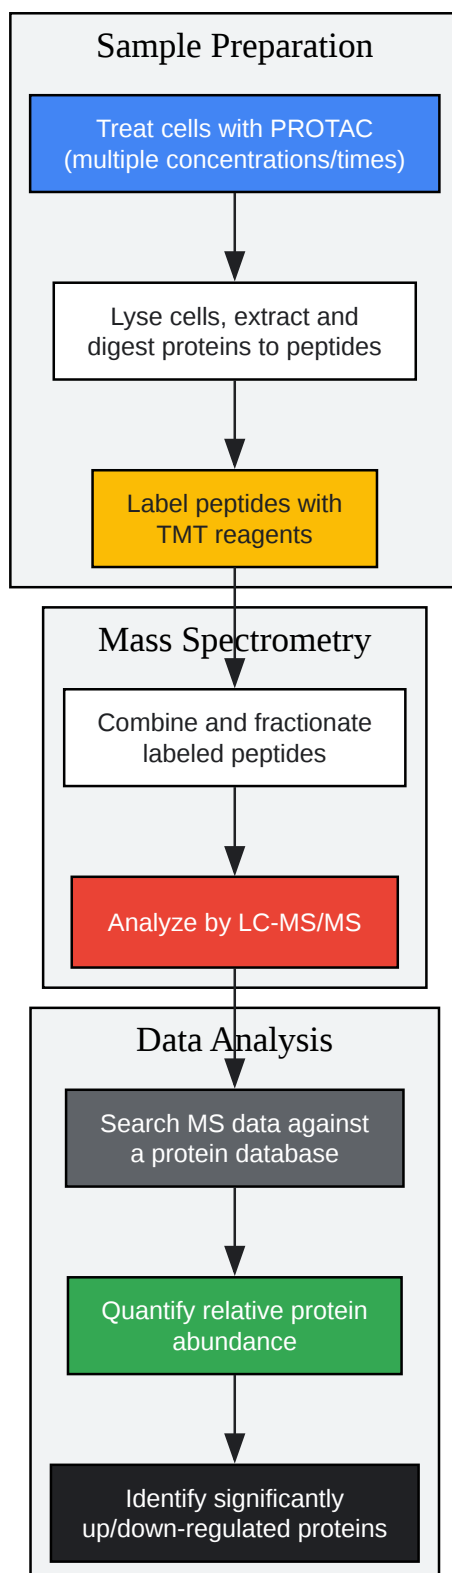 Sample Preparation
Treat cells with PROTAC
(multiple concentrations/times)
Lyse cells, extract and
digest proteins to peptides
Label peptides with
TMT reagents
Mass Spectrometry
Combine and fractionate
labeled peptides
Analyze by LC-MS/MS
Data Analysis
Search MS data against
a protein database
Quantify relative protein
abundance
Identify significantly
up/down-regulated proteins